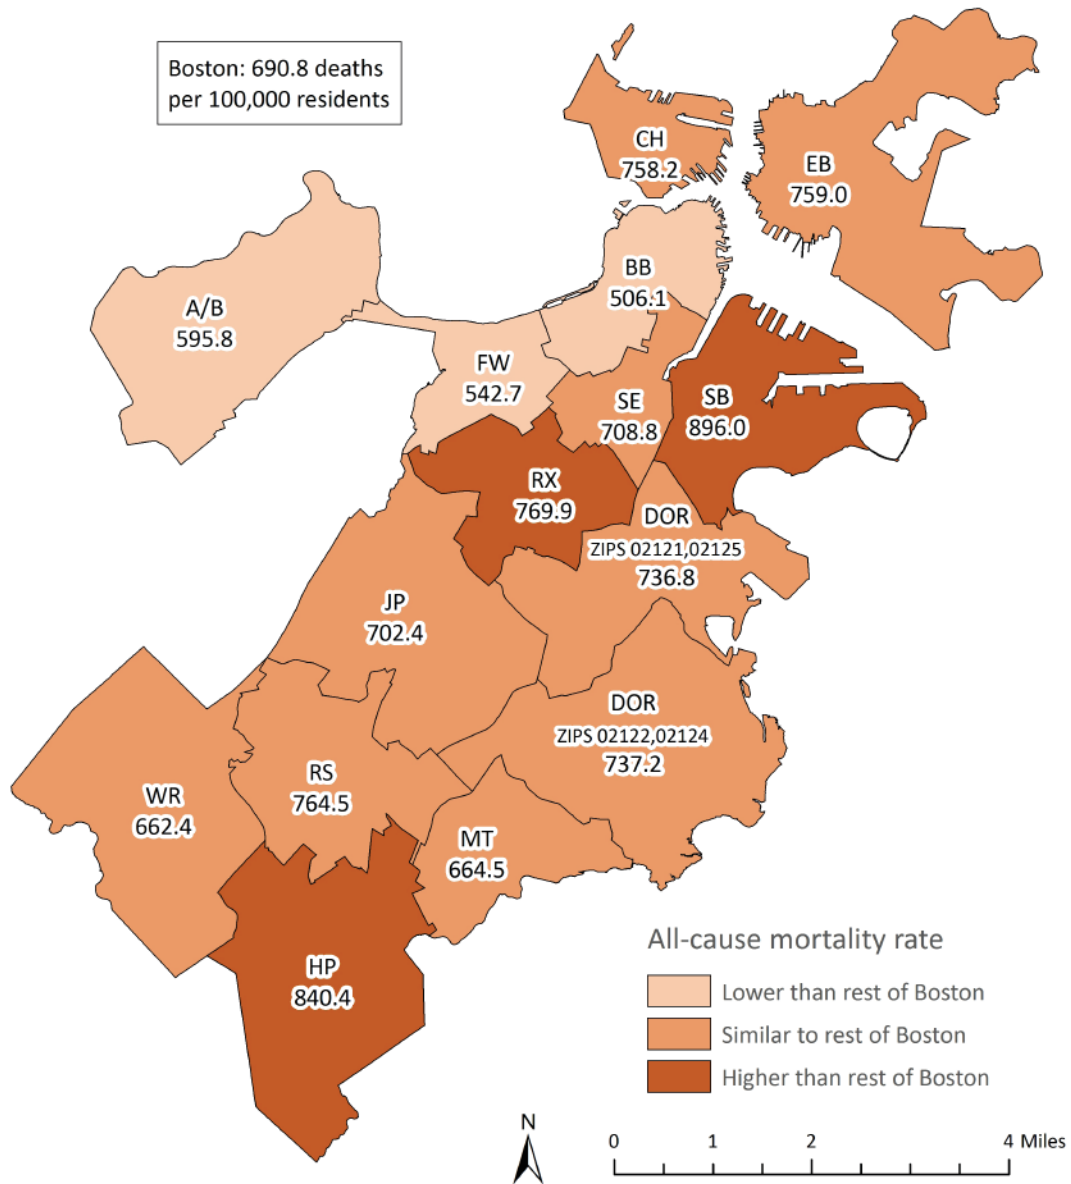 Boston: 690.8 deaths
per 100,000 residents
CH
758.2
EB
759.0
BB
506.1
A/B
595.8
FW
542.7
SE
708.8
SB
896.0
RX
769.9
DOR
ZIPS 02121,02125
736.8
JP
702.4
DOR
ZIPS 02122,02124
737.2
RS
764.5
WR
662.4
MT
664.5
HP
840.4
All-cause mortality rate
Lower than rest of Boston
Similar to rest of Boston
Higher than rest of Boston
N
0 1 2 4 Miles